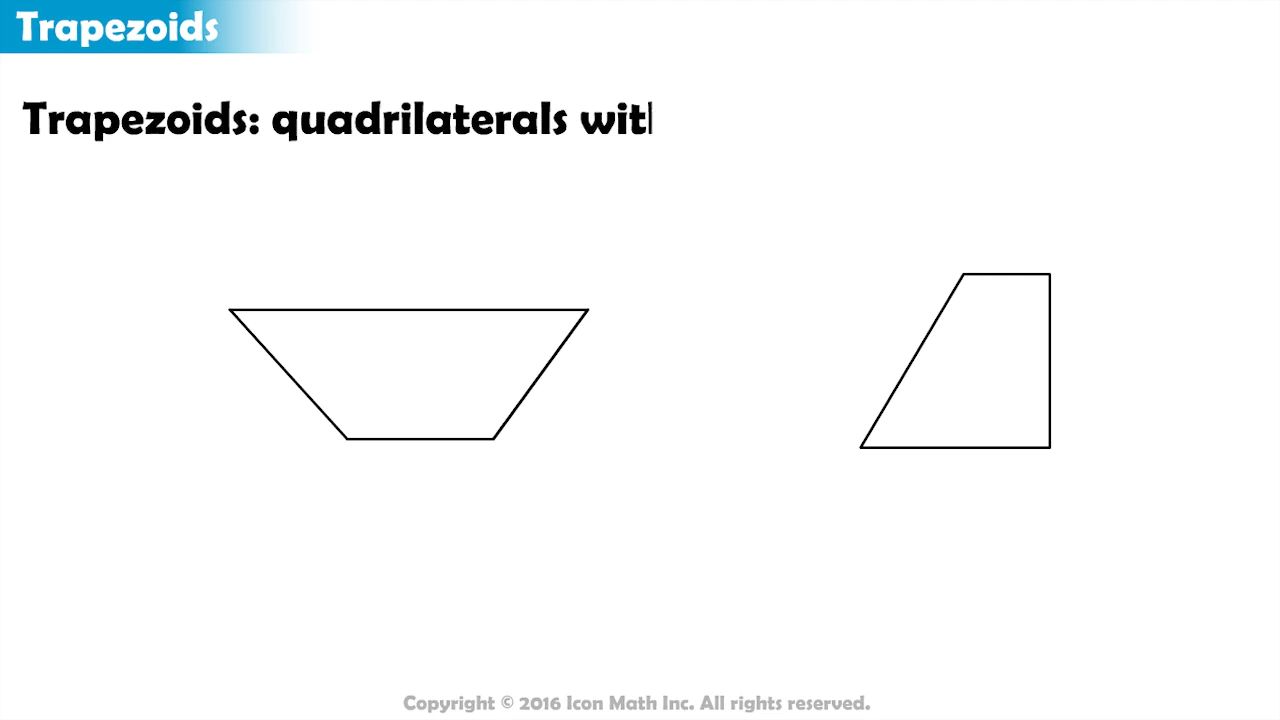 Trapezoids
Trapezoids: quadrilaterals wit
Copyright © 2016 Icon Math Inc. All rights reserved.